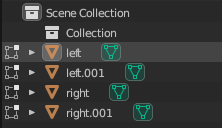 Scene Collection
Collection
left
left.001
right
right.001